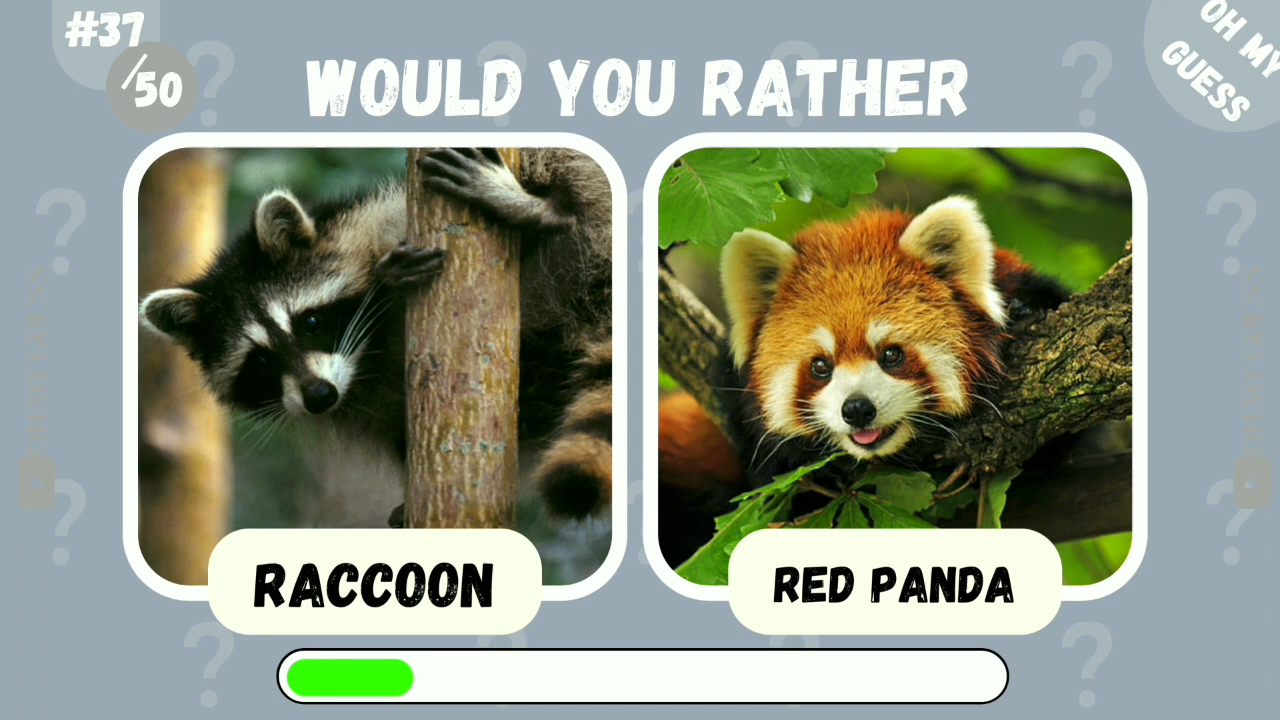 #37
/50
WOULD YOU RATHER
OH MY
GUESS
RACCOON
RED PANDA